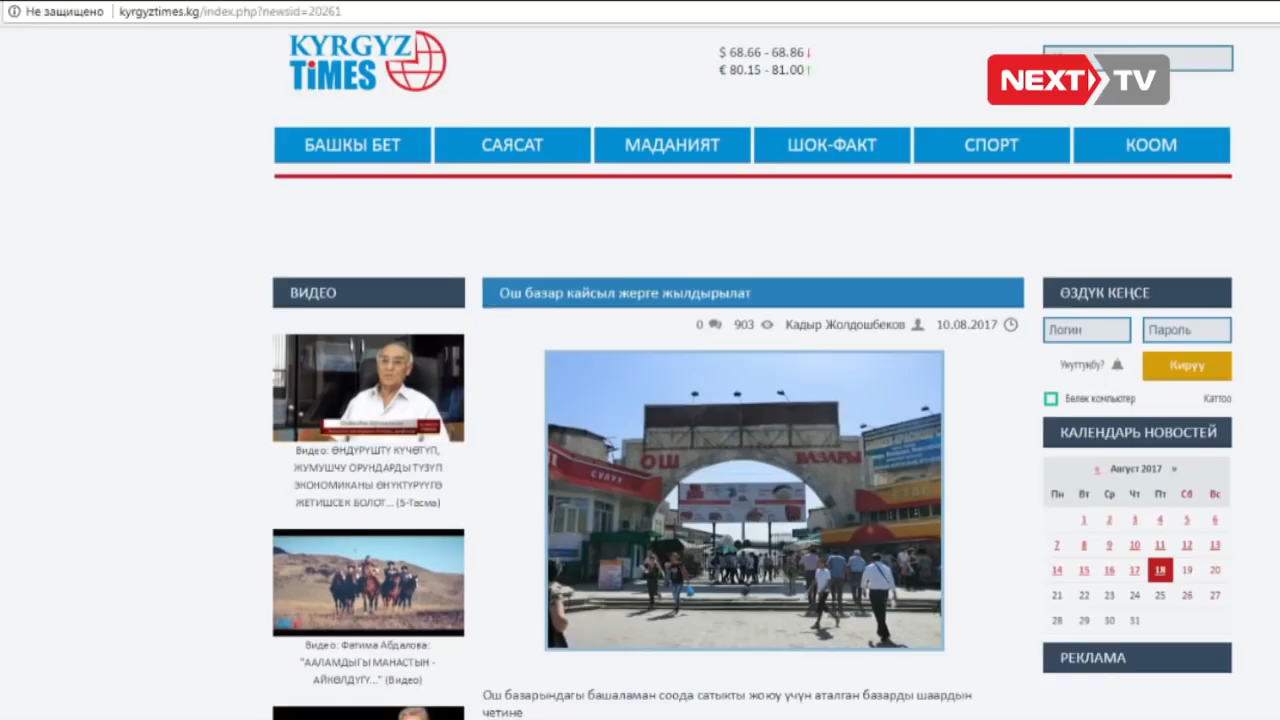 Не защищено
kyrgyztimes.kg/index.php?newsid=20261
KYRGYZ
TiMES
$ 68.66 - 68.86↓
€ 80.15 - 81.00↑
NEXT TV
БАШКЫ БЕТ
САЯСАТ
МАДАНИЯТ
ШОК-ФАКТ
СПОРТ
КООМ
ВИДЕО
Видео: ӨНДҮРҮШТҮ КҮЧӨТҮП,
ЖУМУШЧУ ОРУНДАРДЫ ТҮЗҮП
ЭКОНОМИКАНЫ ӨНҮКТҮРҮҮГӨ
ЖЕТИШСЕК БОЛОТ... (5-Тасма)
Видео: Фатима Абдалова:
"ААЛАМДЫГЫ МАНАСТЫН -
АЙКӨЛДҮГҮ..." (Видео)
Ош базар кайсыл жерге жылдырылат
0 903 Кадыр Жолдошбеков 10.08.2017
ОШ БАЗАРЫ
СУЛУУ
Ош базарындагы башаламан соода сатыкты жоюу үчүн аталган базарды шаардын
четине
ӨЗДҮК КЕҢСЕ
Логин
Пароль
Унуттуңбу?
Кирүү
Бөлөк компьютер
Каттоо
КАЛЕНДАРЬ НОВОСТЕЙ
« Август 2017 »
Пн Вт Ср Чт Пт Сб Вс
1 2 3 4 5 6
7 8 9 10 11 12 13
14 15 16 17 18 19 20
21 22 23 24 25 26 27
28 29 30 31
РЕКЛАМА